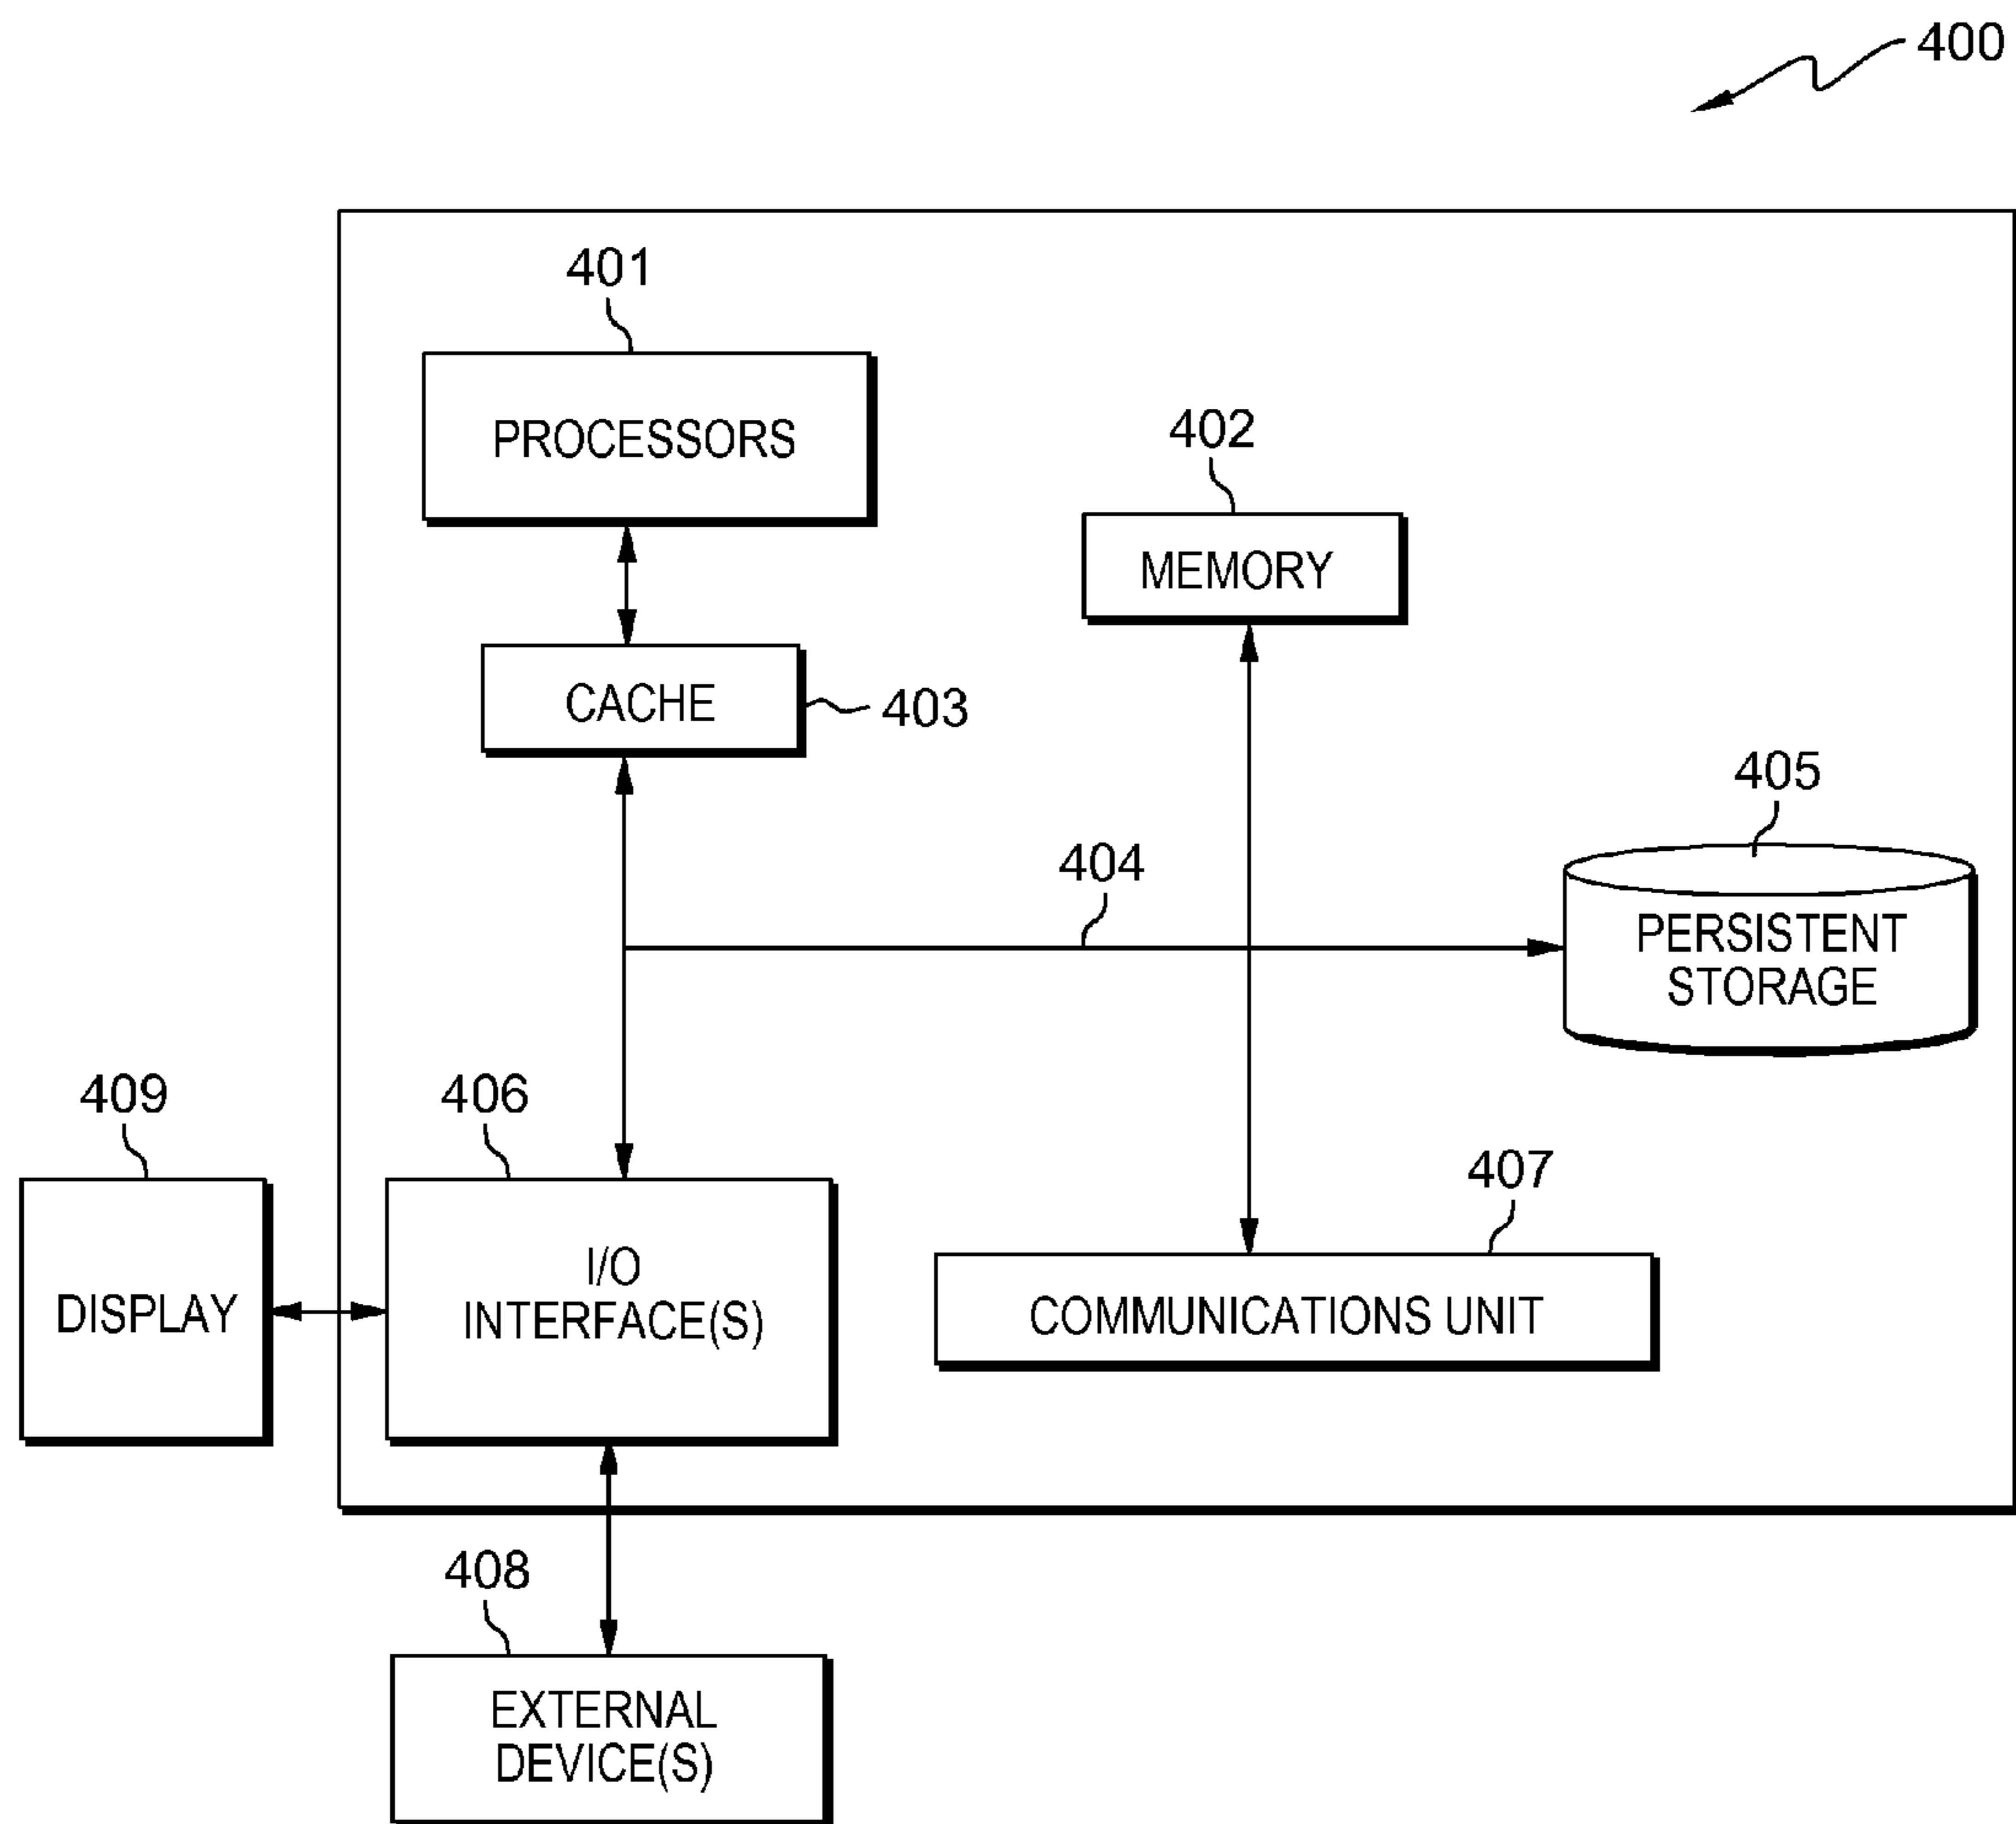 400
401
PROCESSORS
402
MEMORY
CACHE
403
405
404
PERSISTENT
STORAGE
409
406
407
DISPLAY
I/O
INTERFACE(S)
COMMUNICATIONS UNIT
408
EXTERNAL
DEVICE(S)